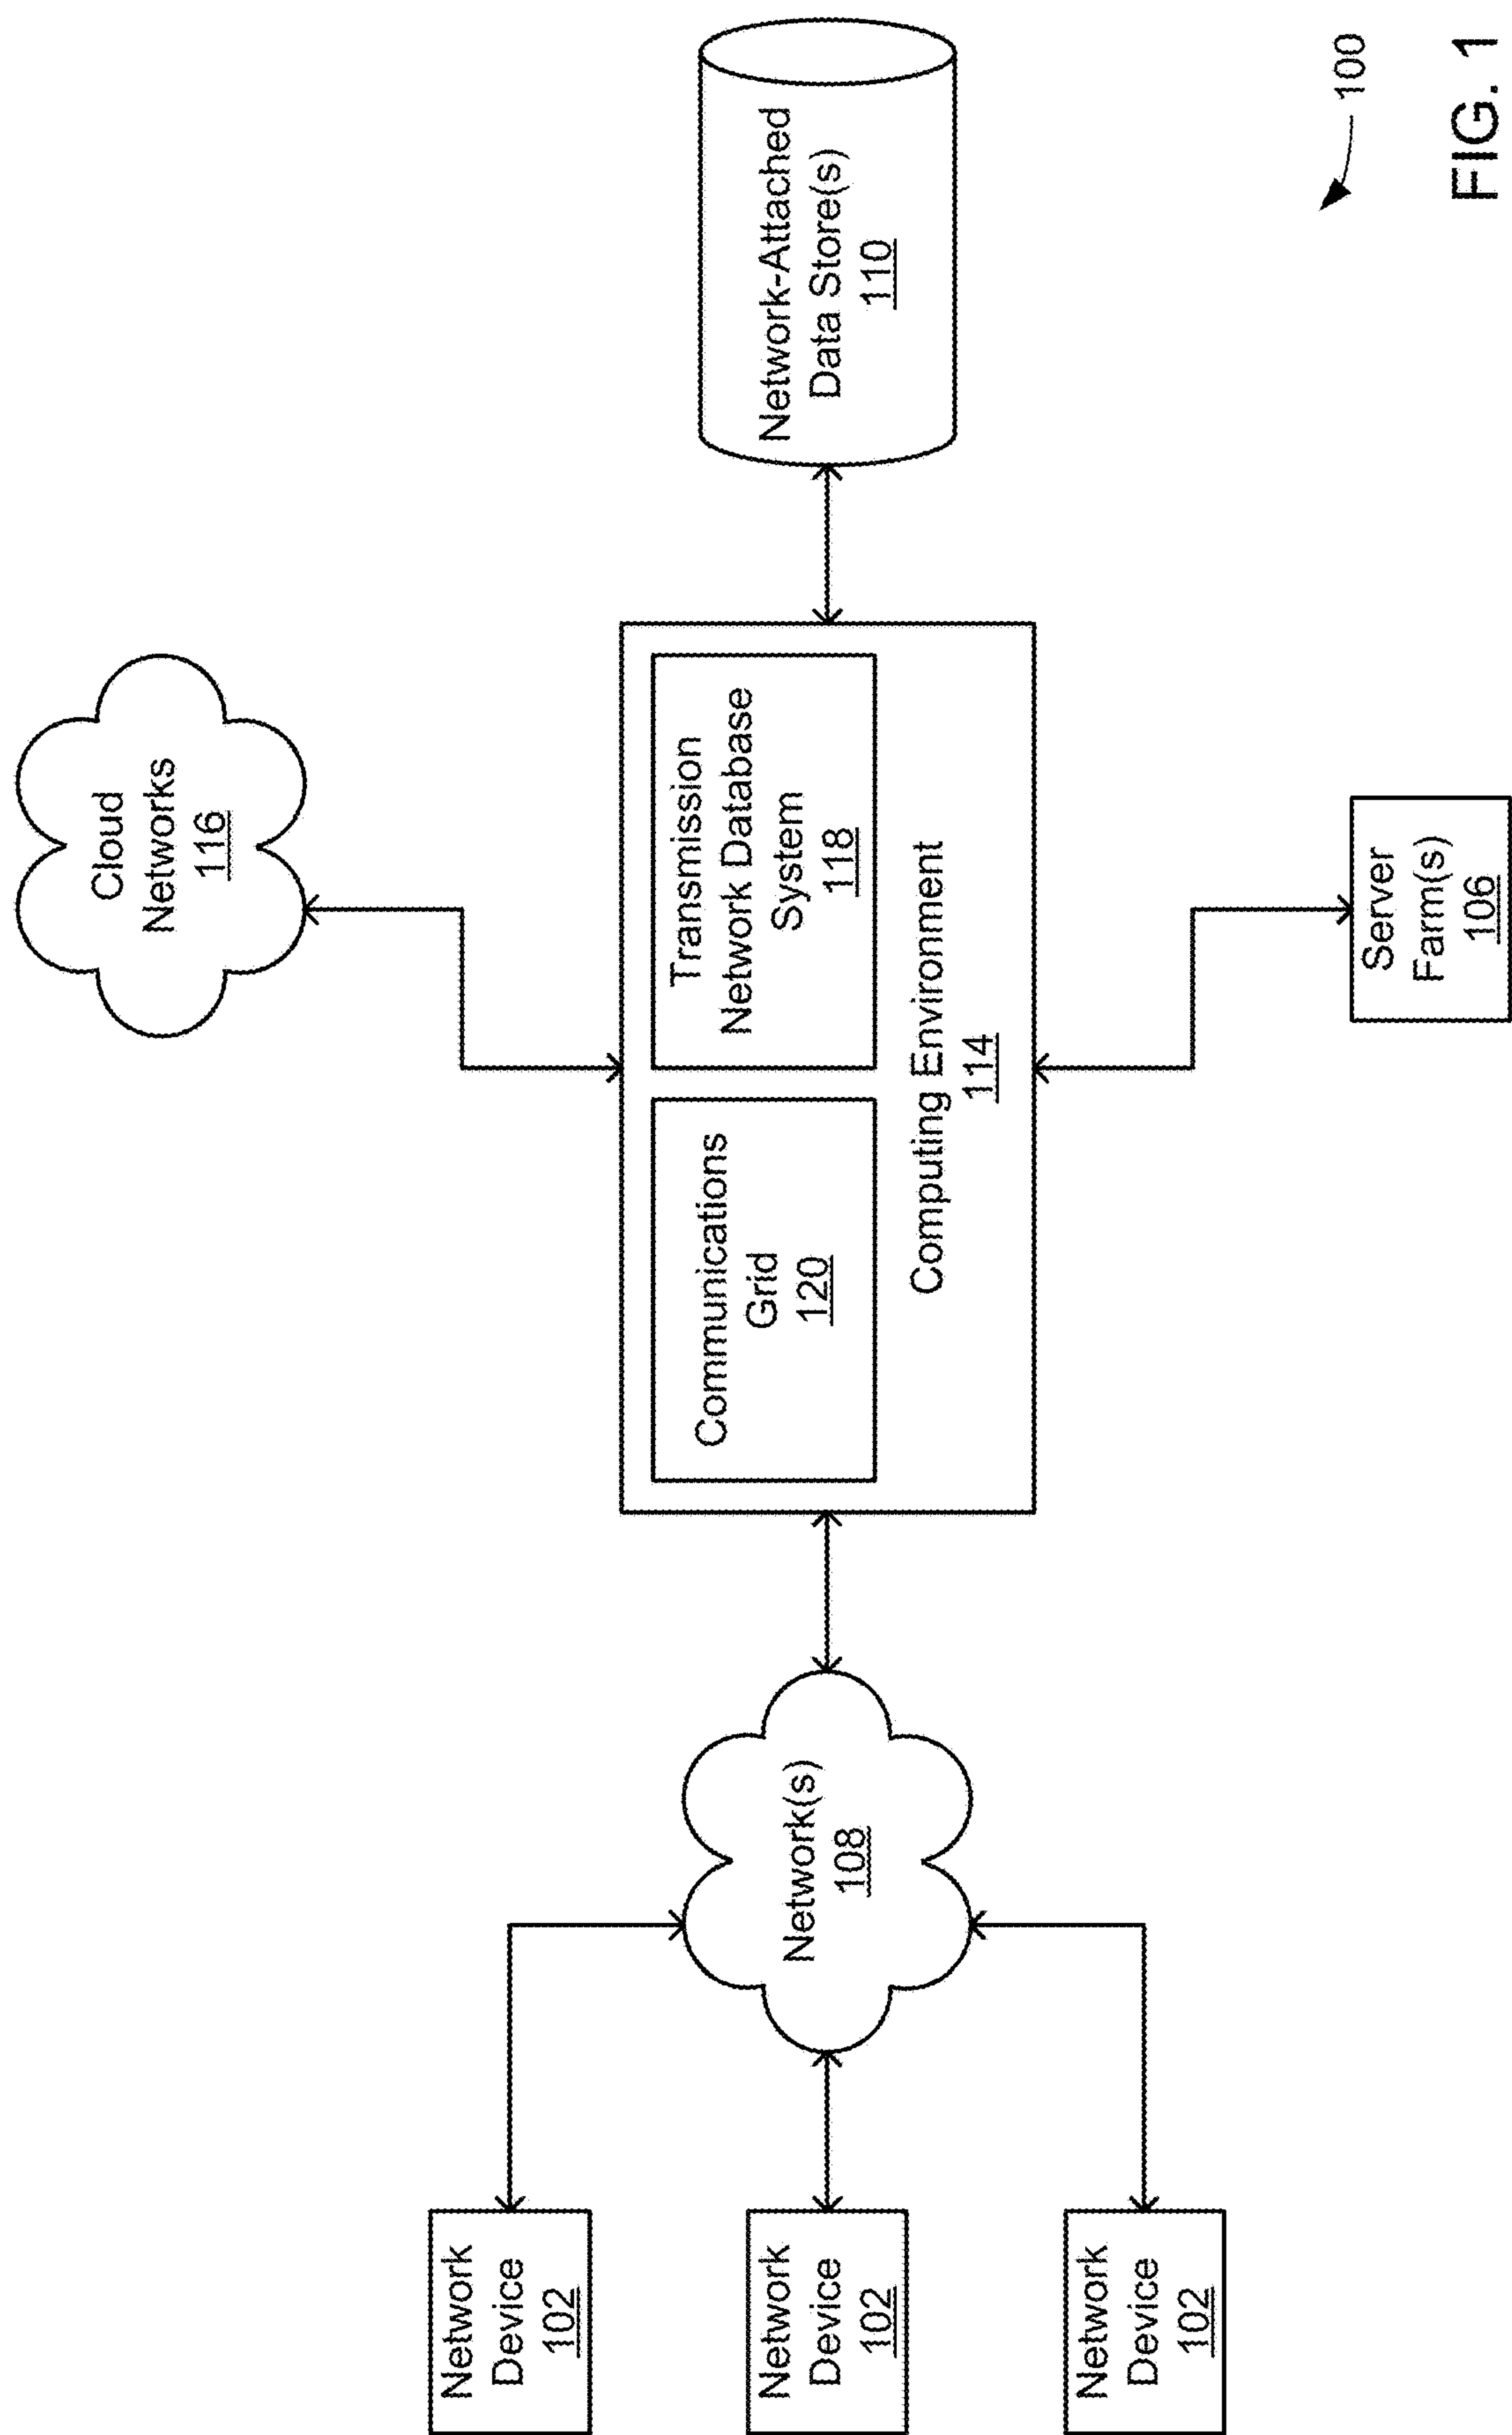 Cloud
Networks
116
Network
Device
102
Network
Device
102
Network
Device
102
Network(s)
108
Communications
Grid
120
Transmission
Network Database
System
118
Computing Environment
114
Network-Attached
Data Store(s)
110
Server
Farm(s)
106
100
FIG. 1